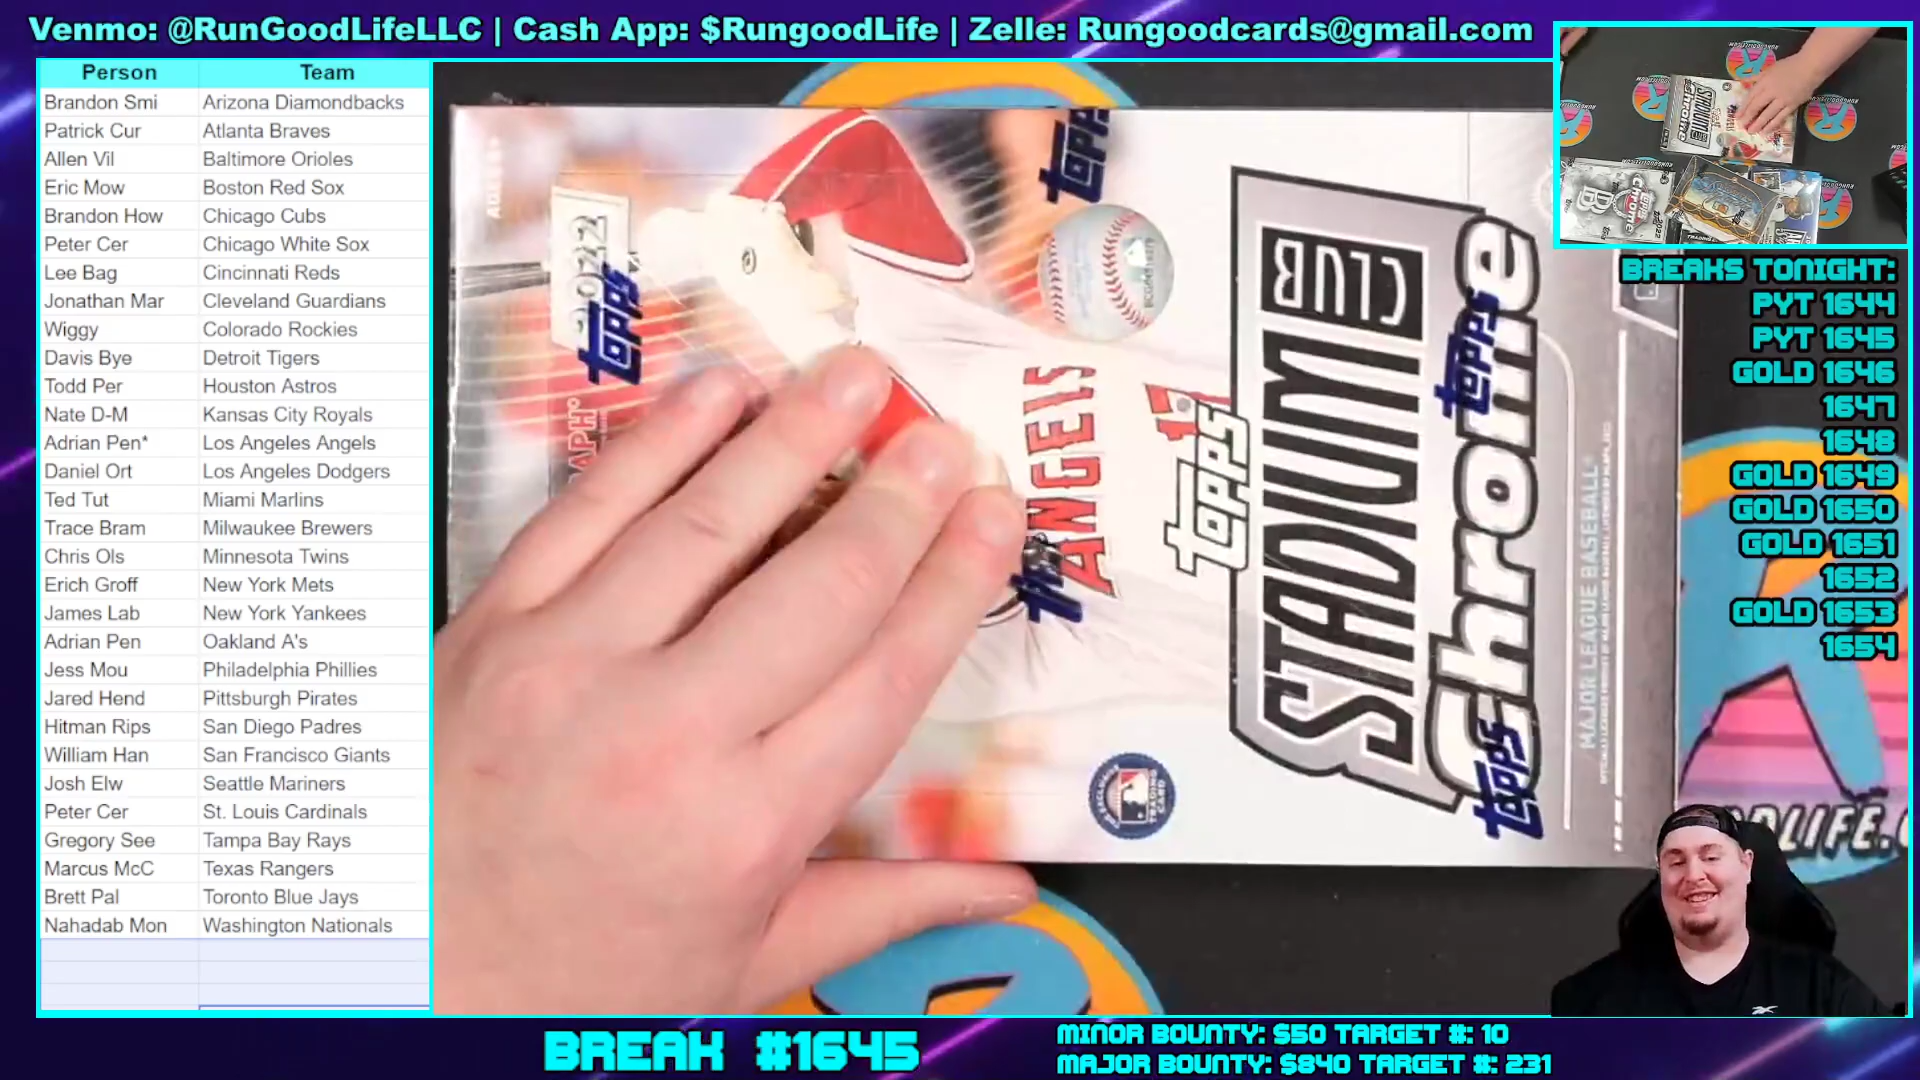 Venmo: @RunGoodLifeLLC | Cash App: $RungoodLife | Zelle: Rungoodcards@gmail.com
Person Team
Brandon Smi Arizona Diamondbacks
Patrick Cur Atlanta Braves
Allen Vil Baltimore Orioles
Eric Mow Boston Red Sox
Brandon How Chicago Cubs
Peter Cer Chicago White Sox
Lee Bag Cincinnati Reds
Jonathan Mar Cleveland Guardians
Wiggy Colorado Rockies
Davis Bye Detroit Tigers
Todd Per Houston Astros
Nate D-M Kansas City Royals
Adrian Pen* Los Angeles Angels
Daniel Ort Los Angeles Dodgers
Ted Tut Miami Marlins
Trace Bram Milwaukee Brewers
Chris Ols Minnesota Twins
Erich Groff New York Mets
James Lab New York Yankees
Adrian Pen Oakland A's
Jess Mou Philadelphia Phillies
Jared Hend Pittsburgh Pirates
Hitman Rips San Diego Padres
William Han San Francisco Giants
Josh Elw Seattle Mariners
Peter Cer St. Louis Cardinals
Gregory See Tampa Bay Rays
Marcus McC Texas Rangers
Brett Pal Toronto Blue Jays
Nahadab Mon Washington Nationals
2022
topps
topps
ANGELS
17
topps
STADIUM
CLUB
Chrome
topps
topps
MAJOR LEAGUE BASEBALL
BREAKS TONIGHT:
PYT 1644
PYT 1645
GOLD 1646
1647
1648
GOLD 1649
GOLD 1650
GOLD 1651
1652
GOLD 1653
1654
BREAK #1645
MINOR BOUNTY: $50 TARGET #: 10
MAJOR BOUNTY: $840 TARGET #: 231